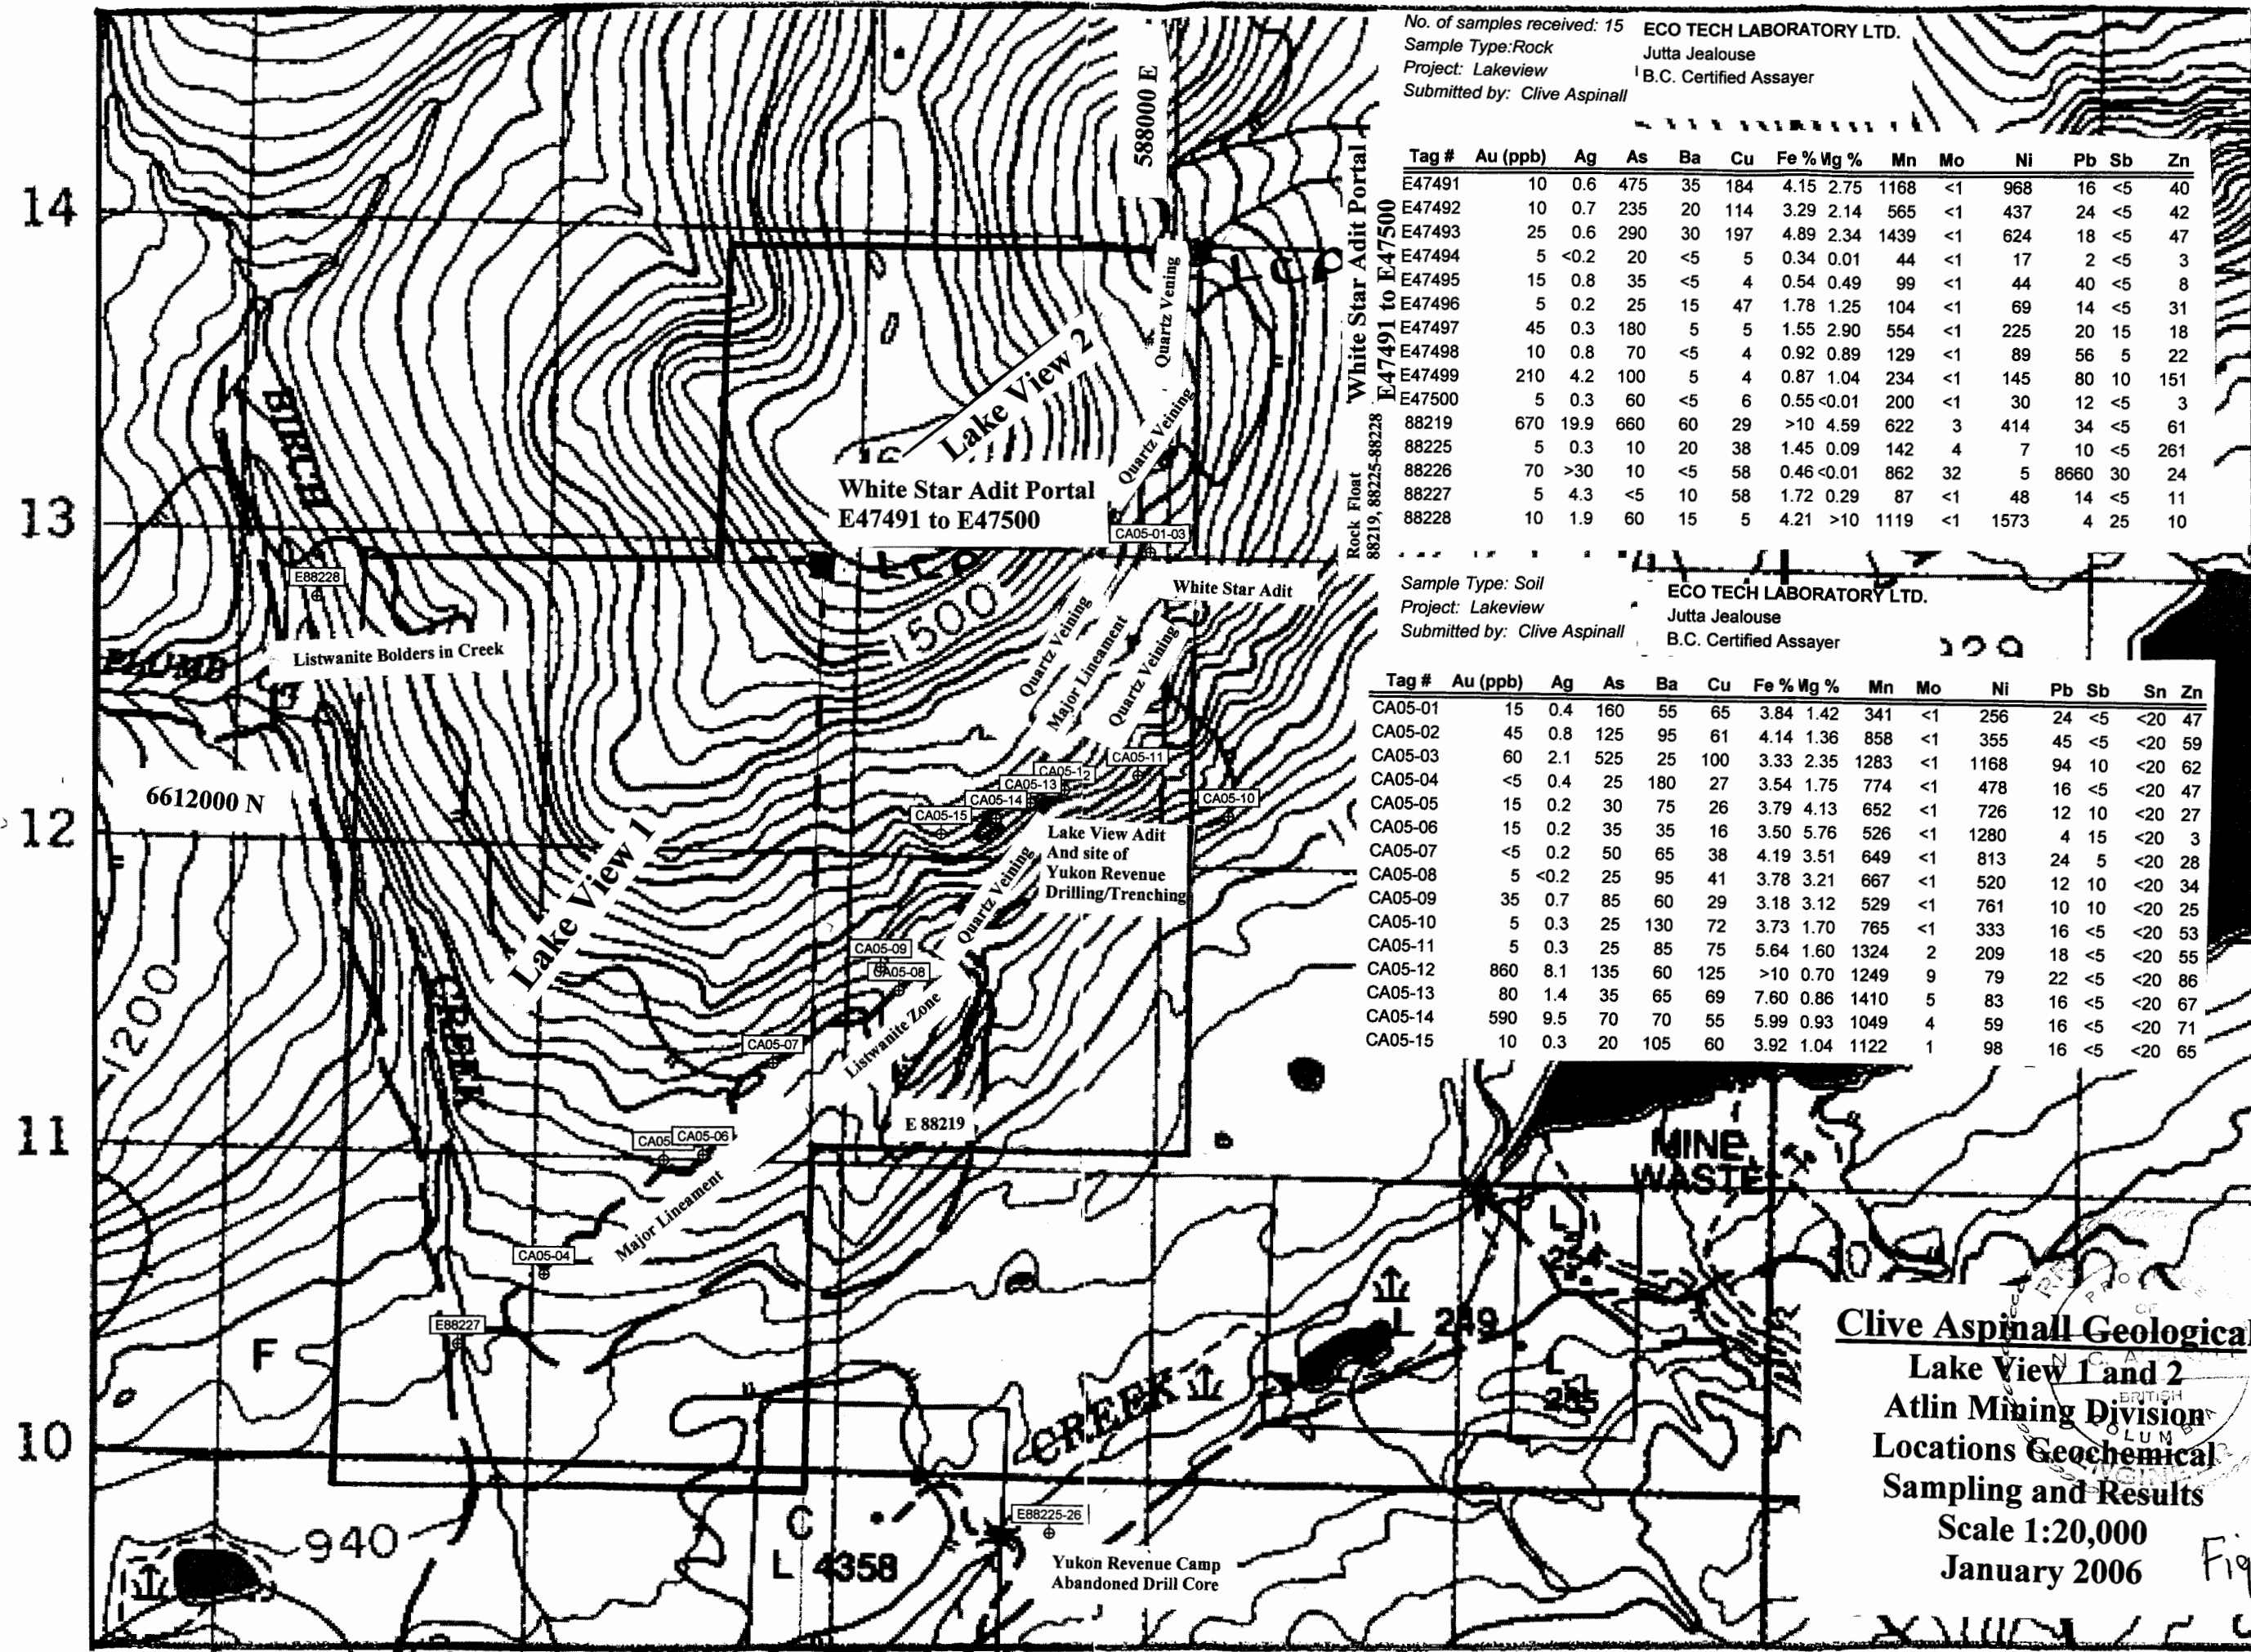 No. of samples received: 15
Sample Type:Rock
Project: Lakeview
Submitted by: Clive Aspinall
ECO TECH LABORATORY LTD.
Jutta Jealouse
B.C. Certified Assayer
Tag # Au (ppb) Ag As Ba Cu Fe % Mg % Mn Mo Ni Pb Sb Zn
E47491 10 0.6 475 35 184 4.15 2.75 1168 <1 968 16 <5 40
E47492 10 0.7 235 20 114 3.29 2.14 565 <1 437 24 <5 42
E47493 25 0.6 290 30 197 4.89 2.34 1439 <1 624 18 <5 47
E47494 5 <0.2 20 <5 5 0.34 0.01 44 <1 17 2 <5 3
E47495 15 0.8 35 <5 4 0.54 0.49 99 <1 44 40 <5 8
E47496 5 0.2 25 15 47 1.78 1.25 104 <1 69 14 <5 31
E47497 45 0.3 180 5 5 1.55 2.90 554 <1 225 20 15 18
E47498 10 0.8 70 <5 4 0.92 0.89 129 <1 89 56 5 22
E47499 210 4.2 100 5 4 0.87 1.04 234 <1 145 80 10 151
E47500 5 0.3 60 <5 6 0.55 <0.01 200 <1 30 12 <5 3
88219 670 19.9 660 60 29 >10 4.59 622 3 414 34 <5 61
88225 5 0.3 10 20 38 1.45 0.09 142 4 7 10 <5 261
88226 70 >30 10 <5 58 0.46 <0.01 862 32 5 8660 30 24
88227 5 4.3 <5 10 58 1.72 0.29 87 <1 48 14 <5 11
88228 10 1.9 60 15 5 4.21 >10 1119 <1 1573 4 25 10
White Star Adit Portal
E47491 to E47500
Rock Float
88219, 88225-88228
Sample Type: Soil
Project: Lakeview
Submitted by: Clive Aspinall
ECO TECH LABORATORY LTD.
Jutta Jealouse
B.C. Certified Assayer
Tag # Au (ppb) Ag As Ba Cu Fe % Mg % Mn Mo Ni Pb Sb Sn Zn
CA05-01 15 0.4 160 55 65 3.84 1.42 341 <1 256 24 <5 <20 47
CA05-02 45 0.8 125 95 61 4.14 1.36 858 <1 355 45 <5 <20 59
CA05-03 60 2.1 525 25 100 3.33 2.35 1283 <1 1168 94 10 <20 62
CA05-04 <5 0.4 25 180 27 3.54 1.75 774 <1 478 16 <5 <20 47
CA05-05 15 0.2 30 75 26 3.79 4.13 652 <1 726 12 10 <20 27
CA05-06 15 0.2 35 35 16 3.50 5.76 526 <1 1280 4 15 <20 3
CA05-07 <5 0.2 50 65 38 4.19 3.51 649 <1 813 24 5 <20 28
CA05-08 5 <0.2 25 95 41 3.78 3.21 667 <1 520 12 10 <20 34
CA05-09 35 0.7 85 60 29 3.18 3.12 529 <1 761 10 10 <20 25
CA05-10 5 0.3 25 130 72 3.73 1.70 765 <1 333 16 <5 <20 53
CA05-11 5 0.3 25 85 75 5.64 1.60 1324 2 209 18 <5 <20 55
CA05-12 860 8.1 135 60 125 >10 0.70 1249 9 79 22 <5 <20 86
CA05-13 80 1.4 35 65 69 7.60 0.86 1410 5 83 16 <5 <20 67
CA05-14 590 9.5 70 70 55 5.99 0.93 1049 4 59 16 <5 <20 71
CA05-15 10 0.3 20 105 60 3.92 1.04 1122 1 98 16 <5 <20 65
588000 E
14
LCP
Quartz Vening
Lake View 2
Quartz Veining
BIRCH
White Star Adit Portal
E47491 to E47500
13
CA05-01-03
LCP
E88228
White Star Adit
1500
Quartz Veining
Major Lineament
Quartz Veining
Listwanite Bolders in Creek
PLUMB
6612000 N
CA05-11
CA05-12
CA05-13
CA05-14
CA05-10
CA05-15
12
Lake View 1
Lake View Adit
And site of
Yukon Revenue
Drilling/Trenching
Quartz Veining
CA05-09
CA05-08
1200
CREEK
Listwanite Zone
CA05-07
E 88219
11
CA05
CA05-06
MINE
WASTE
Major Lineament
CA05-04
L
E88227
F
L 249
L
CREEK
10
C
L 4358
E88225-26
940
Yukon Revenue Camp
Abandoned Drill Core
Clive Aspinall Geological
Lake View 1 and 2
Atlin Mining Division
Locations Geochemical
Sampling and Results
Scale 1:20,000
January 2006
Fig
BRITISH